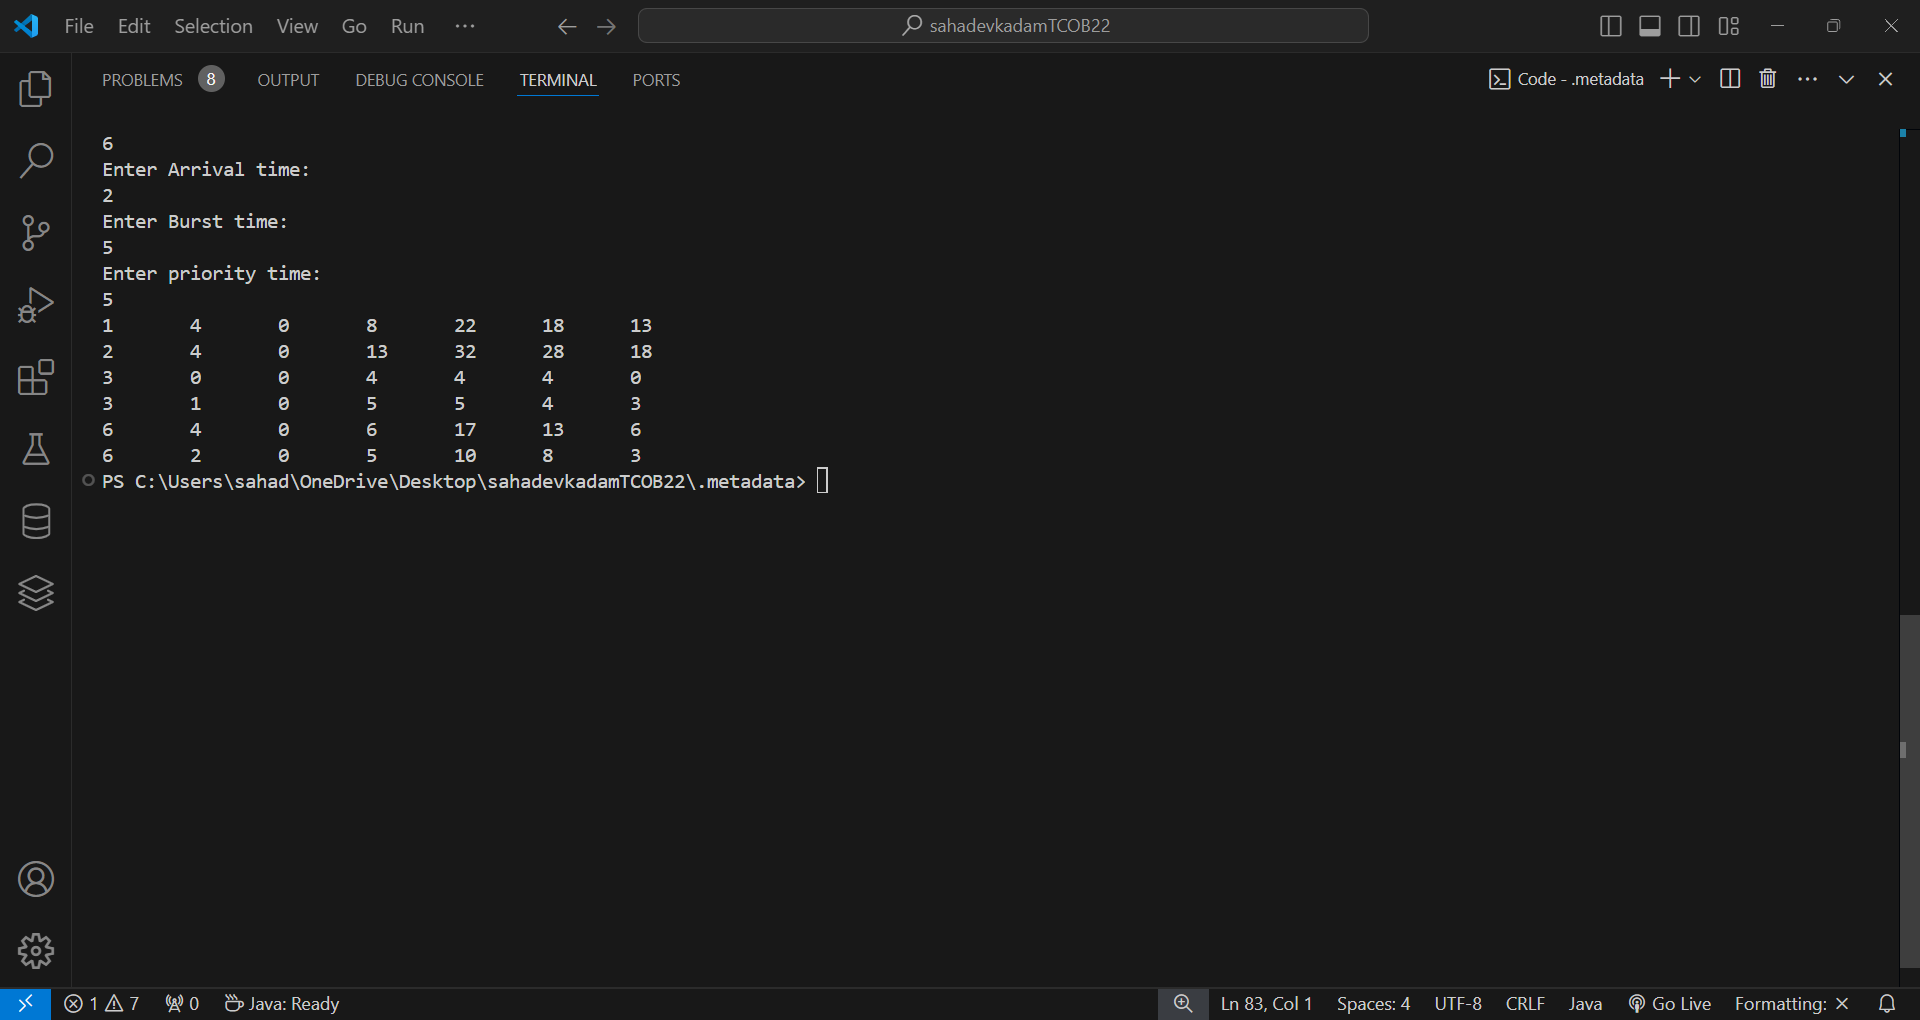 File Edit Selection View Go Run ··· sahadevkadamTCOB22
PROBLEMS 8 OUTPUT DEBUG CONSOLE TERMINAL PORTS Code - .metadata
6
Enter Arrival time:
2
Enter Burst time:
5
Enter priority time:
5
1 4 0 8 22 18 13
2 4 0 13 32 28 18
3 0 0 4 4 4 0
3 1 0 5 5 4 3
6 4 0 6 17 13 6
6 2 0 5 10 8 3
PS C:\Users\sahad\OneDrive\Desktop\sahadevkadamTCOB22\.metadata>
1 7 0 Java: Ready Ln 83, Col 1 Spaces: 4 UTF-8 CRLF Java Go Live Formatting: ×